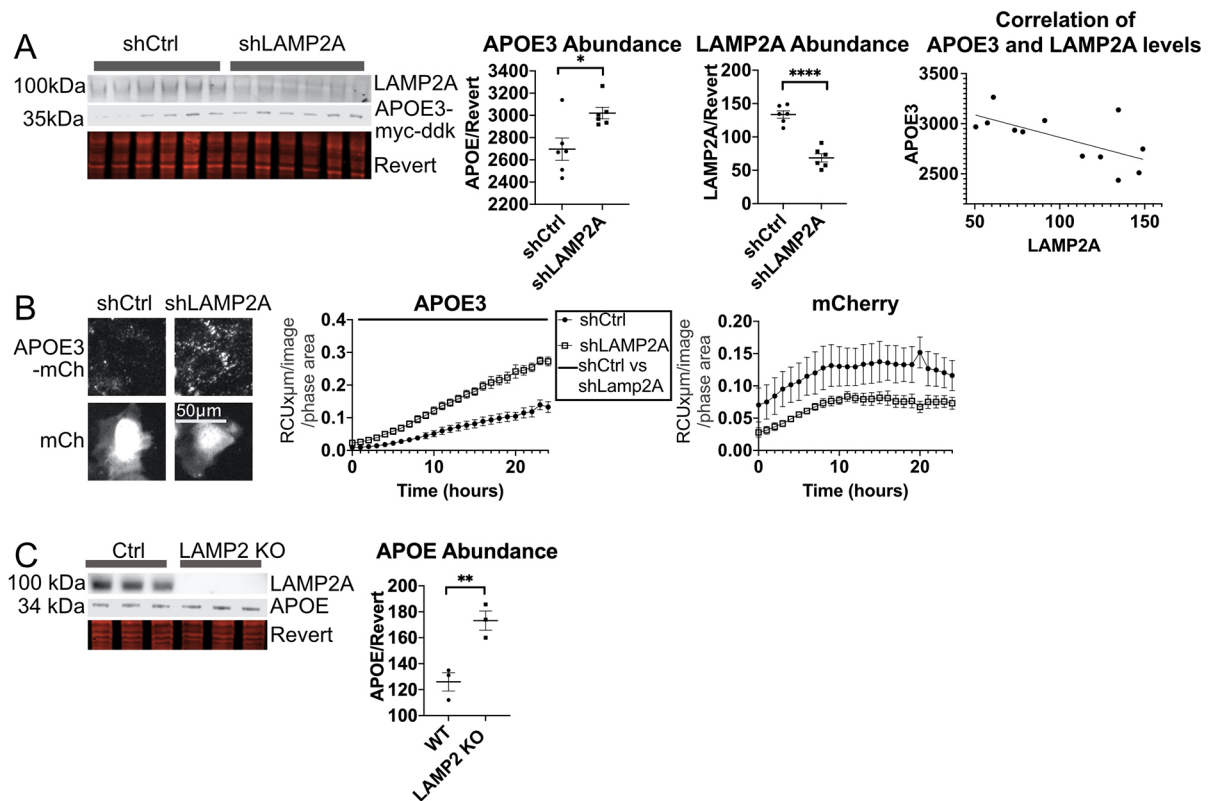 A
shCtrl
shLAMP2A
100kDa
LAMP2A
35kDa
APOE3-
myc-ddk
Revert
APOE3 Abundance
*
APOE/Revert
3400
3200
3000
2800
2600
2400
2200
shCtrl
shLAMP2A
LAMP2A Abundance
****
LAMP2A/Revert
200
150
100
50
0
shCtrl
shLAMP2A
Correlation of
APOE3 and LAMP2A levels
APOE3
3500
3000
2500
50
100
150
LAMP2A
B
shCtrl
shLAMP2A
APOE3
-mCh
mCh
50μm
APOE3
RCUxμm/image
/phase area
0.4
0.3
0.2
0.1
0.0
0
10
20
Time (hours)
shCtrl
shLAMP2A
shCtrl vs
shLamp2A
mCherry
RCUxμm/image
/phase area
0.20
0.15
0.10
0.05
0.00
0
10
20
Time (hours)
C
Ctrl
LAMP2 KO
100 kDa
LAMP2A
34 kDa
APOE
Revert
APOE Abundance
**
APOE/Revert
200
180
160
140
120
100
WT
LAMP2 KO